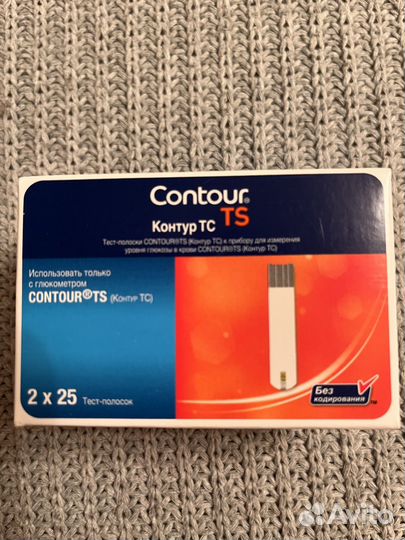 Contour®
TS
Контур ТС
Тест-полоски CONTOUR®TS (Контур ТС) к прибору для измерения
уровня глюкозы в крови CONTOUR®TS (Контур ТС)
Использовать только
с глюкометром
CONTOUR®TS (Контур ТС)
2 x 25 Тест-полосок
Без
кодирования
TM
Avito